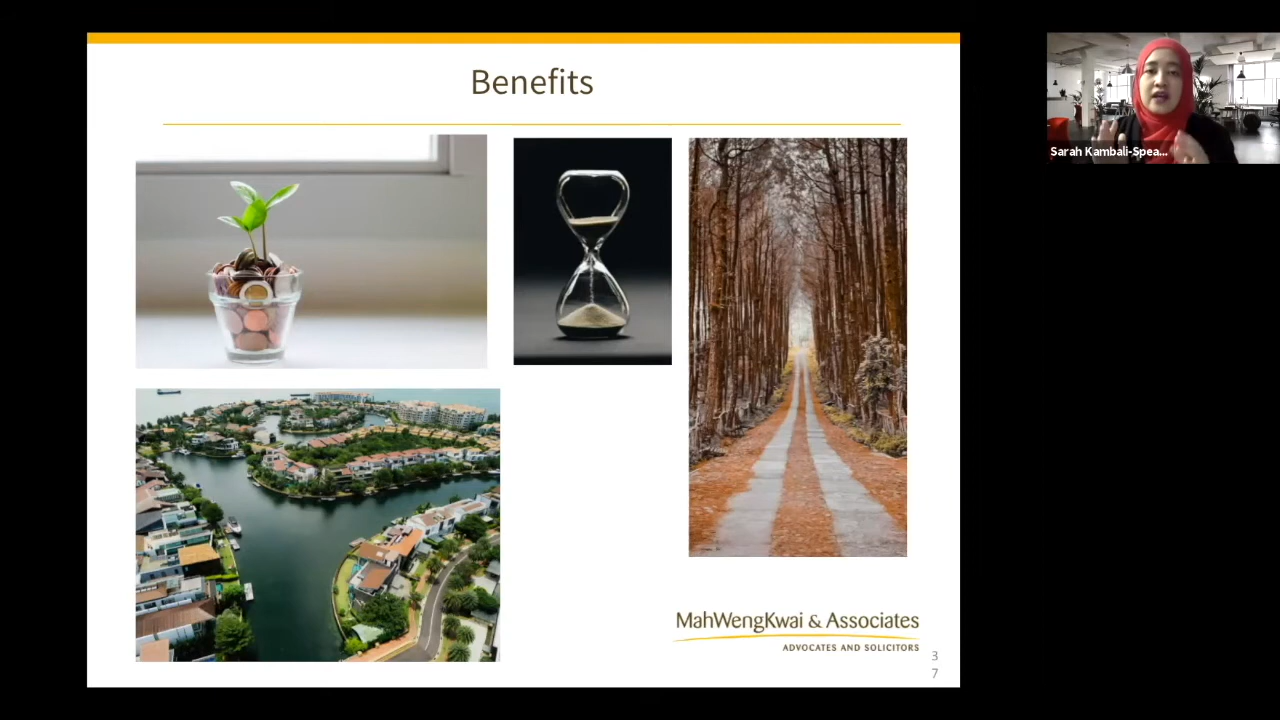 Benefits
Sarah Kambali-Spea...
MahWengKwai & Associates
ADVOCATES AND SOLICITORS
3
7